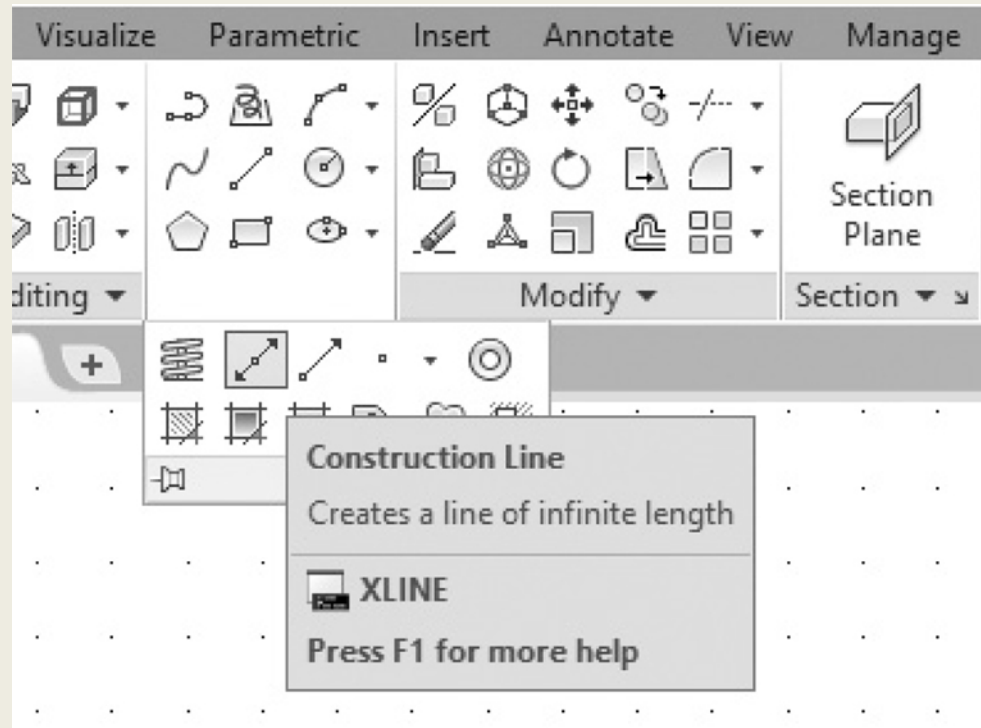 Visualize Parametric Insert Annotate View Manage
Section
Plane
diting Modify Section
Construction Line
Creates a line of infinite length
XLINE
Press F1 for more help